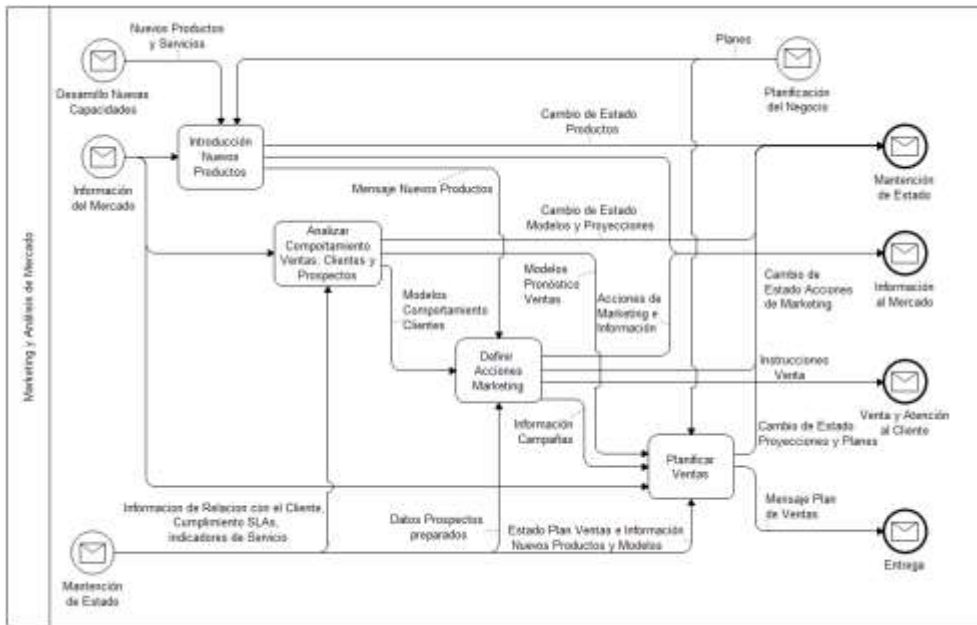 Marketing y Análisis de Mercado
Nuevos Productos
y Servicios
Planes
Desarrollo Nuevas
Capacidades
Planificación
del Negocio
Introducción
Nuevos
Productos
Cambio de Estado
Productos
Información
del Mercado
Mensaje Nuevos Productos
Mantención
de Estado
Analizar
Comportamiento
Ventas, Clientes y
Prospectos
Cambio de Estado
Modelos y Proyecciones
Modelos
Comportamiento
Clientes
Modelos
Pronóstico
Ventas
Acciones de
Marketing e
Información
Cambio de
Estado Acciones
de Marketing
Información
al Mercado
Definir
Acciones
Marketing
Instrucciones
Venta
Información
Campañas
Venta y Atención
al Cliente
Cambio de Estado
Proyecciones y Planes
Planificar
Ventas
Mensaje Plan
de Ventas
Informacion de Relacion con el Cliente,
Cumplimiento SLAs,
indicadores de Servicio
Datos Prospectos
preparados
Estado Plan Ventas e Información
Nuevos Productos y Modelos
Entrega
Mantención
de Estado